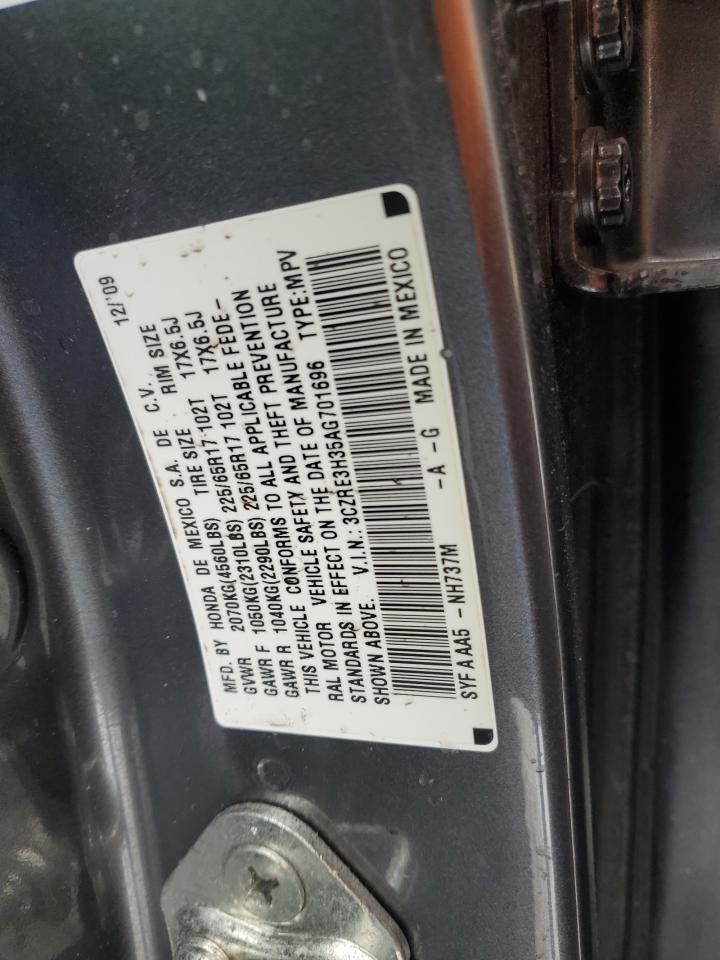 MFD. BY HONDA DE MEXICO S.A. DE C.V. 12/'09
TIRE SIZE RIM SIZE
GVWR 2070KG(4560LBS)
GAWR F 1050KG(2310LBS) 225/65R17 102T 17X6.5J
GAWR R 1040KG(2290LBS) 225/65R17 102T 17X6.5J
THIS VEHICLE CONFORMS TO ALL APPLICABLE FEDE-
RAL MOTOR VEHICLE SAFETY AND THEFT PREVENTION
STANDARDS IN EFFECT ON THE DATE OF MANUFACTURE
SHOWN ABOVE. V.I.N.: 3CZRE3H35AG701696 TYPE:MPV
SYF A AA5 -NH737M -A -G MADE IN MEXICO